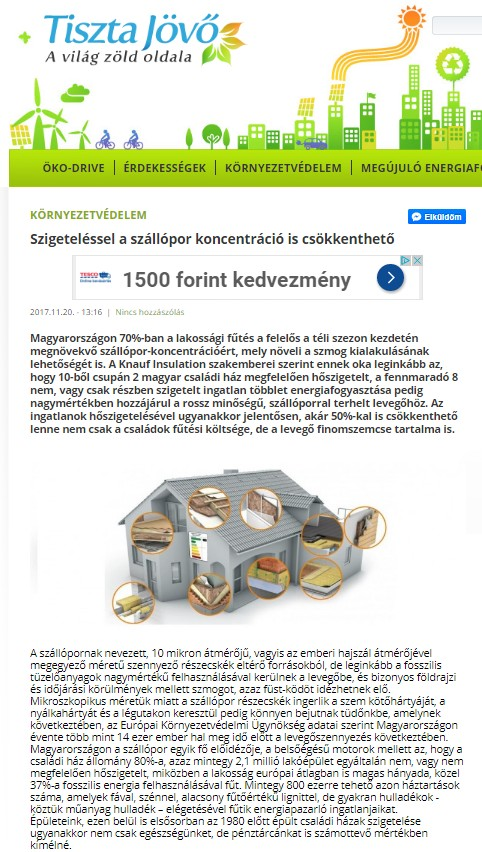 Tiszta Jövő
A világ zöld oldala
ÖKO-DRIVE | ÉRDEKESSÉGEK | KÖRNYEZETVÉDELEM | MEGÚJULÓ ENERGIAF
KÖRNYEZETVÉDELEM
Elküldöm
Szigeteléssel a szállópor koncentráció is csökkenthető
TESCO
1500 forint kedvezmény
2017.11.20. - 13:16 | Nincs hozzászólás
Magyarországon 70%-ban a lakossági fűtés a felelős a téli szezon kezdetén
megnövekvő szállópor-koncentrációért, mely növeli a szmog kialakulásának
lehetőségét is. A Knauf Insulation szakemberei szerint ennek oka leginkább az,
hogy 10-ből csupán 2 magyar családi ház megfelelően hőszigetelt, a fennmaradó 8
nem, vagy csak részben szigetelt ingatlan többlet energiafogyasztása pedig
nagymértékben hozzájárul a rossz minőségű, szállóporral terhelt levegőhöz. Az
ingatlanok hőszigetelésével ugyanakkor jelentősen, akár 50%-kal is csökkenthető
lenne nem csak a családok fűtési költsége, de a levegő finomszemcse tartalma is.
A szállópornak nevezett, 10 mikron átmérőjű, vagyis az emberi hajszál átmérőjével
megegyező méretű szennyező részecskék eltérő forrásokból, de leginkább a fosszilis
tüzelőanyagok nagymértékű felhasználásával kerülnek a levegőbe, és bizonyos földrajzi
és időjárási körülmények mellett szmogot, azaz füst-ködöt idézhetnek elő.
Mikroszkopikus méretük miatt a szállópor részecskék ingerlik a szem kötőhártyáját, a
nyálkahártyát és a légutakon keresztül pedig könnyen bejutnak tüdőnkbe, amelynek
következtében, az Európai Környezetvédelmi Ügynökség adatai szerint Magyarországon
évente több mint 14 ezer ember hal meg idő előtt a levegőszennyezés következtében.
Magyarországon a szállópor egyik fő előidézője, a belsőégésű motorok mellett az, hogy a
családi ház állomány 80%-a, azaz mintegy 2,1 millió lakóépület egyáltalán nem, vagy nem
megfelelően hőszigetelt, miközben a lakosság európai átlagban is magas hányada, közel
37%-a fosszilis energia felhasználásával fűt. Mintegy 800 ezerre tehető azon háztartások
száma, amelyek fával, szénnel, alacsony fűtőértékű lignittel, de gyakran hulladékok -
köztük műanyag hulladék – elégetésével fűtik energiapazarló ingatlanjaikat.
Épületeink, ezen belül is elsősorban az 1980 előtt épült családi házak szigetelése
ugyanakkor nem csak egészségünket, de pénztárcánkat is számottevő mértékben
kímélné.